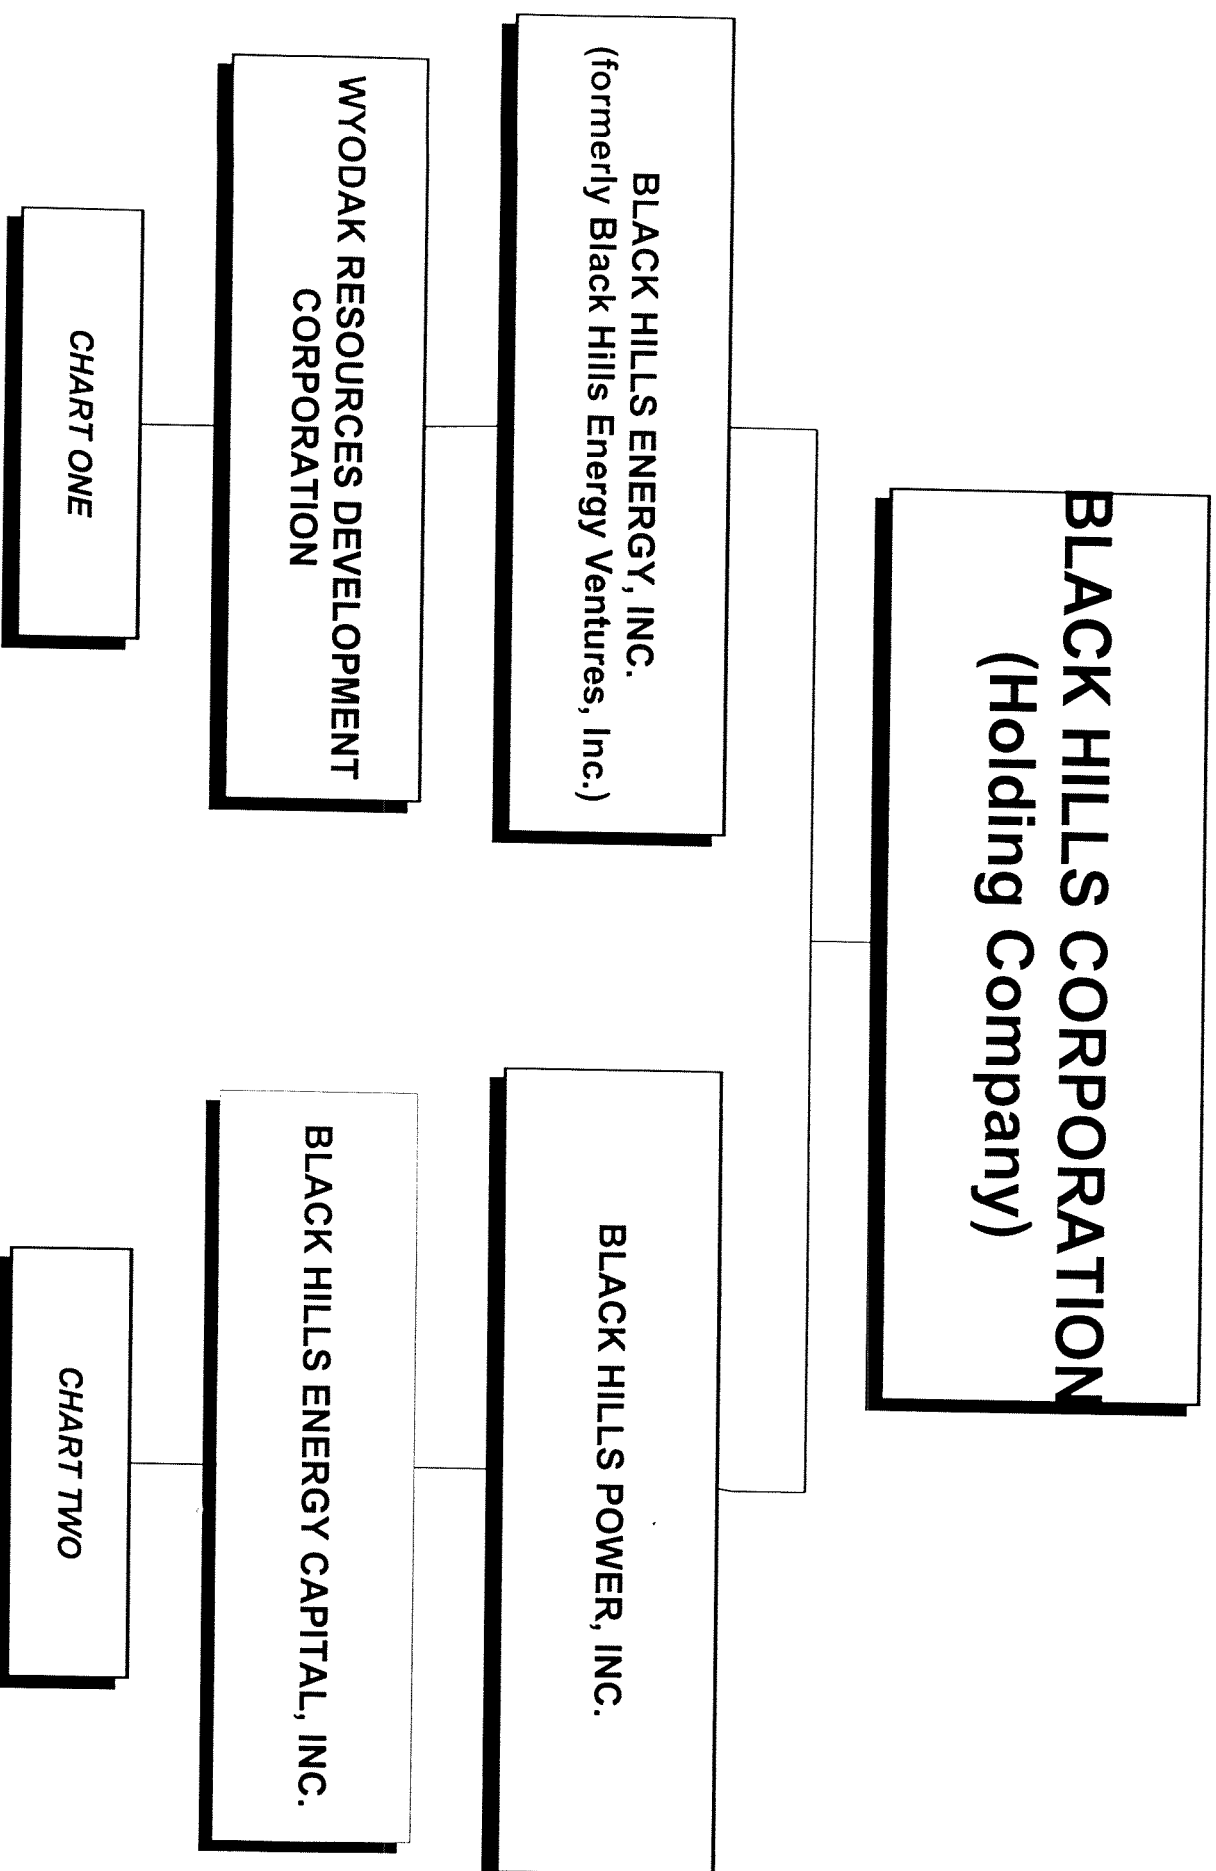 BLACK HILLS CORPORATION
(Holding Company)
BLACK HILLS ENERGY, INC.
(formerly Black Hills Energy Ventures, Inc.)
BLACK HILLS POWER, INC.
WYODAK RESOURCES DEVELOPMENT
CORPORATION
BLACK HILLS ENERGY CAPITAL, INC.
CHART ONE
CHART TWO